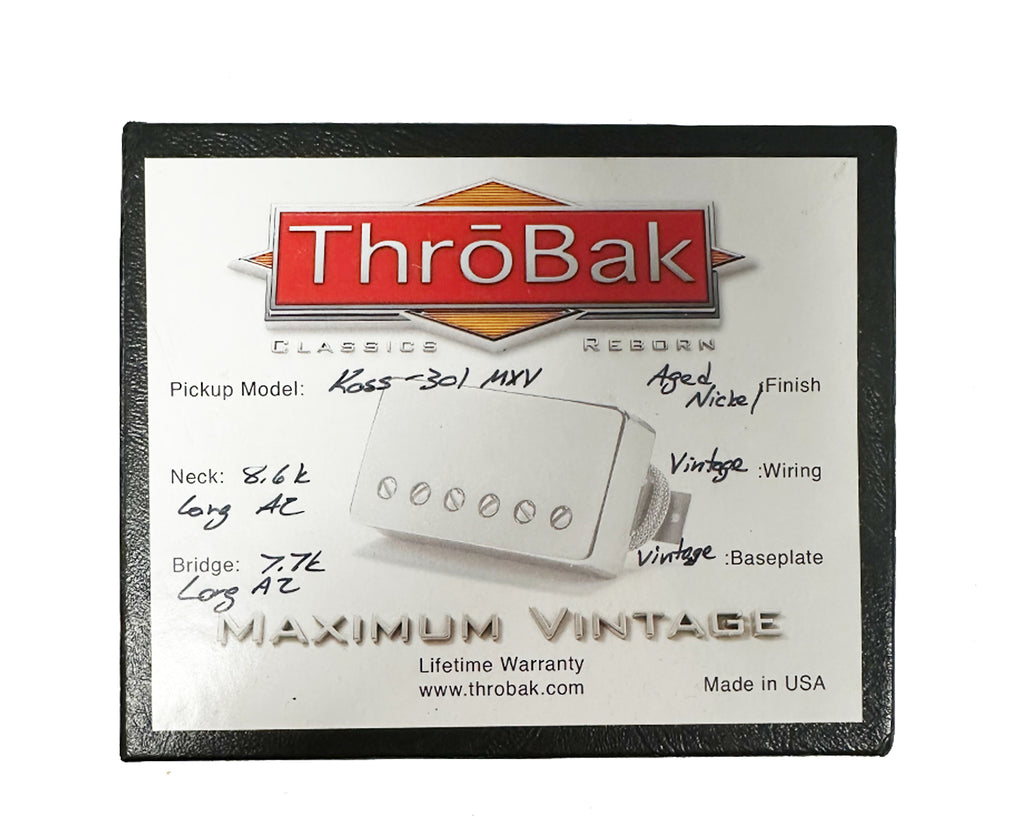 ThrōBak
CLASSICS REBORN
Pickup Model: Koss-301 MXV
Aged Nickel :Finish
Neck: 8.6k
Long A2
Vintage :Wiring
Bridge: 7.7k
Long A2
Vintage :Baseplate
MAXIMUM VINTAGE
Lifetime Warranty
www.throbak.com
Made in USA